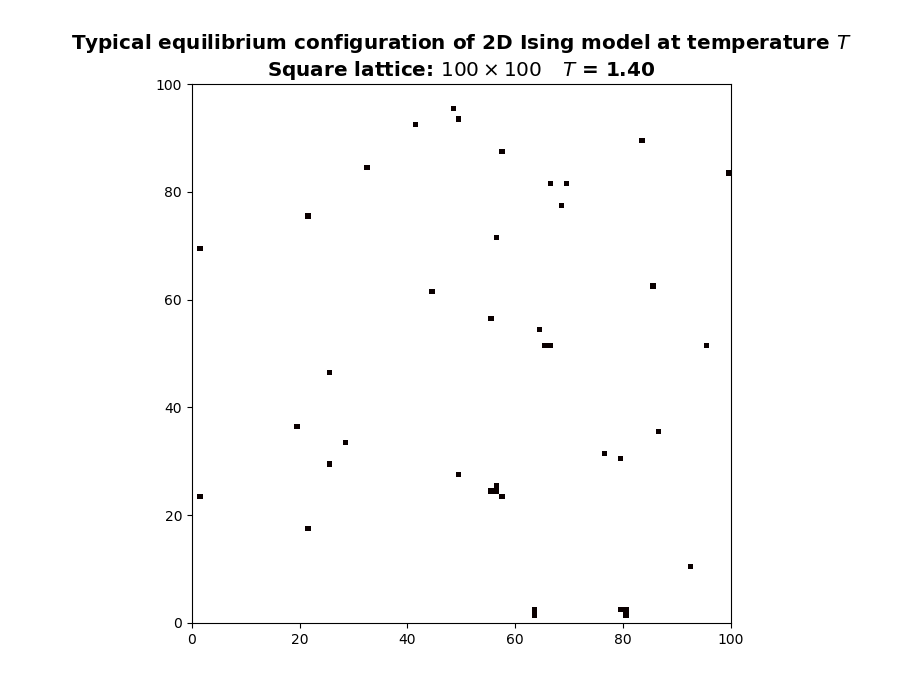 Typical equilibrium configuration of 2D Ising model at temperature T
Square lattice: 100 × 100 T = 1.40
100
80
60
40
20
0
0 20 40 60 80 100